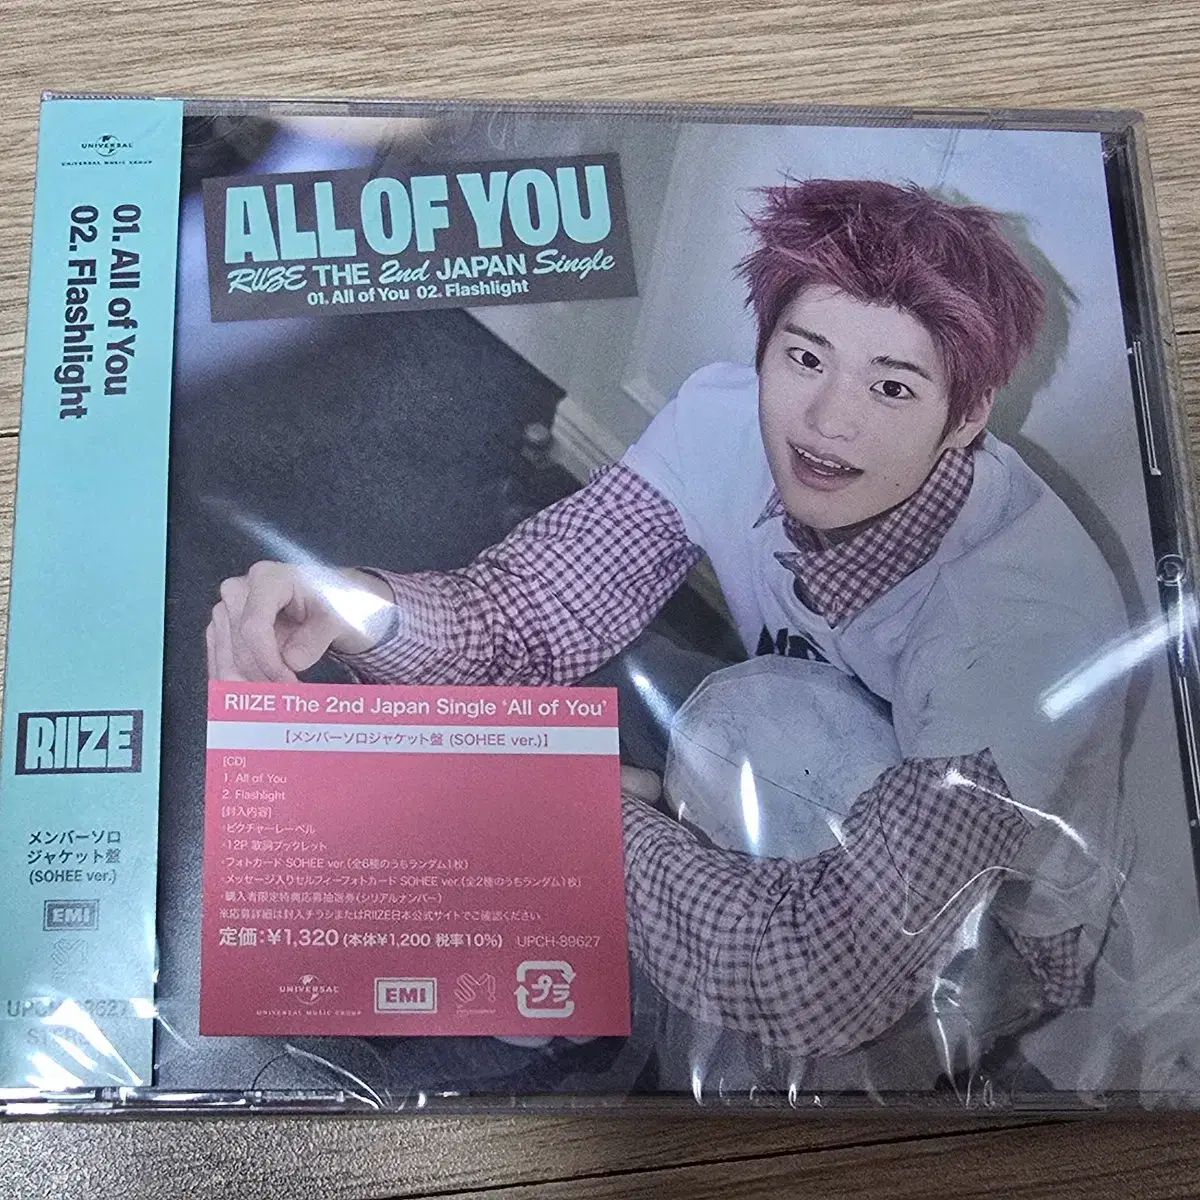 UNIVERSAL
UNIVERSAL MUSIC GROUP
01. All of You
02. Flashlight
RIIZE
メンバーソロ
ジャケット盤
(SOHEE ver.)
EMI
ALL OF YOU
RIIZE THE 2nd JAPAN Single
01. All of You 02. Flashlight
RIIZE The 2nd Japan Single ‘All of You’
【メンバーソロジャケット盤 (SOHEE ver.)】
[CD]
1. All of You
2. Flashlight
[封入内容]
・ピクチャーレーベル
・12P 歌詞ブックレット
・フォトカード SOHEE ver.(全6種のうちランダム1枚)
・メッセージ入りセルフィーフォトカード SOHEE ver.(全2種のうちランダム1枚)
・購入者限定特典応募抽選券(シリアルナンバー)
※応募詳細は封入チラシまたはRIIZE日本公式サイトでご確認ください
定価:¥1,320 (本体¥1,200 税率10%) UPCH-89627
UNIVERSAL
UNIVERSAL MUSIC GROUP
EMI
SM
プラ